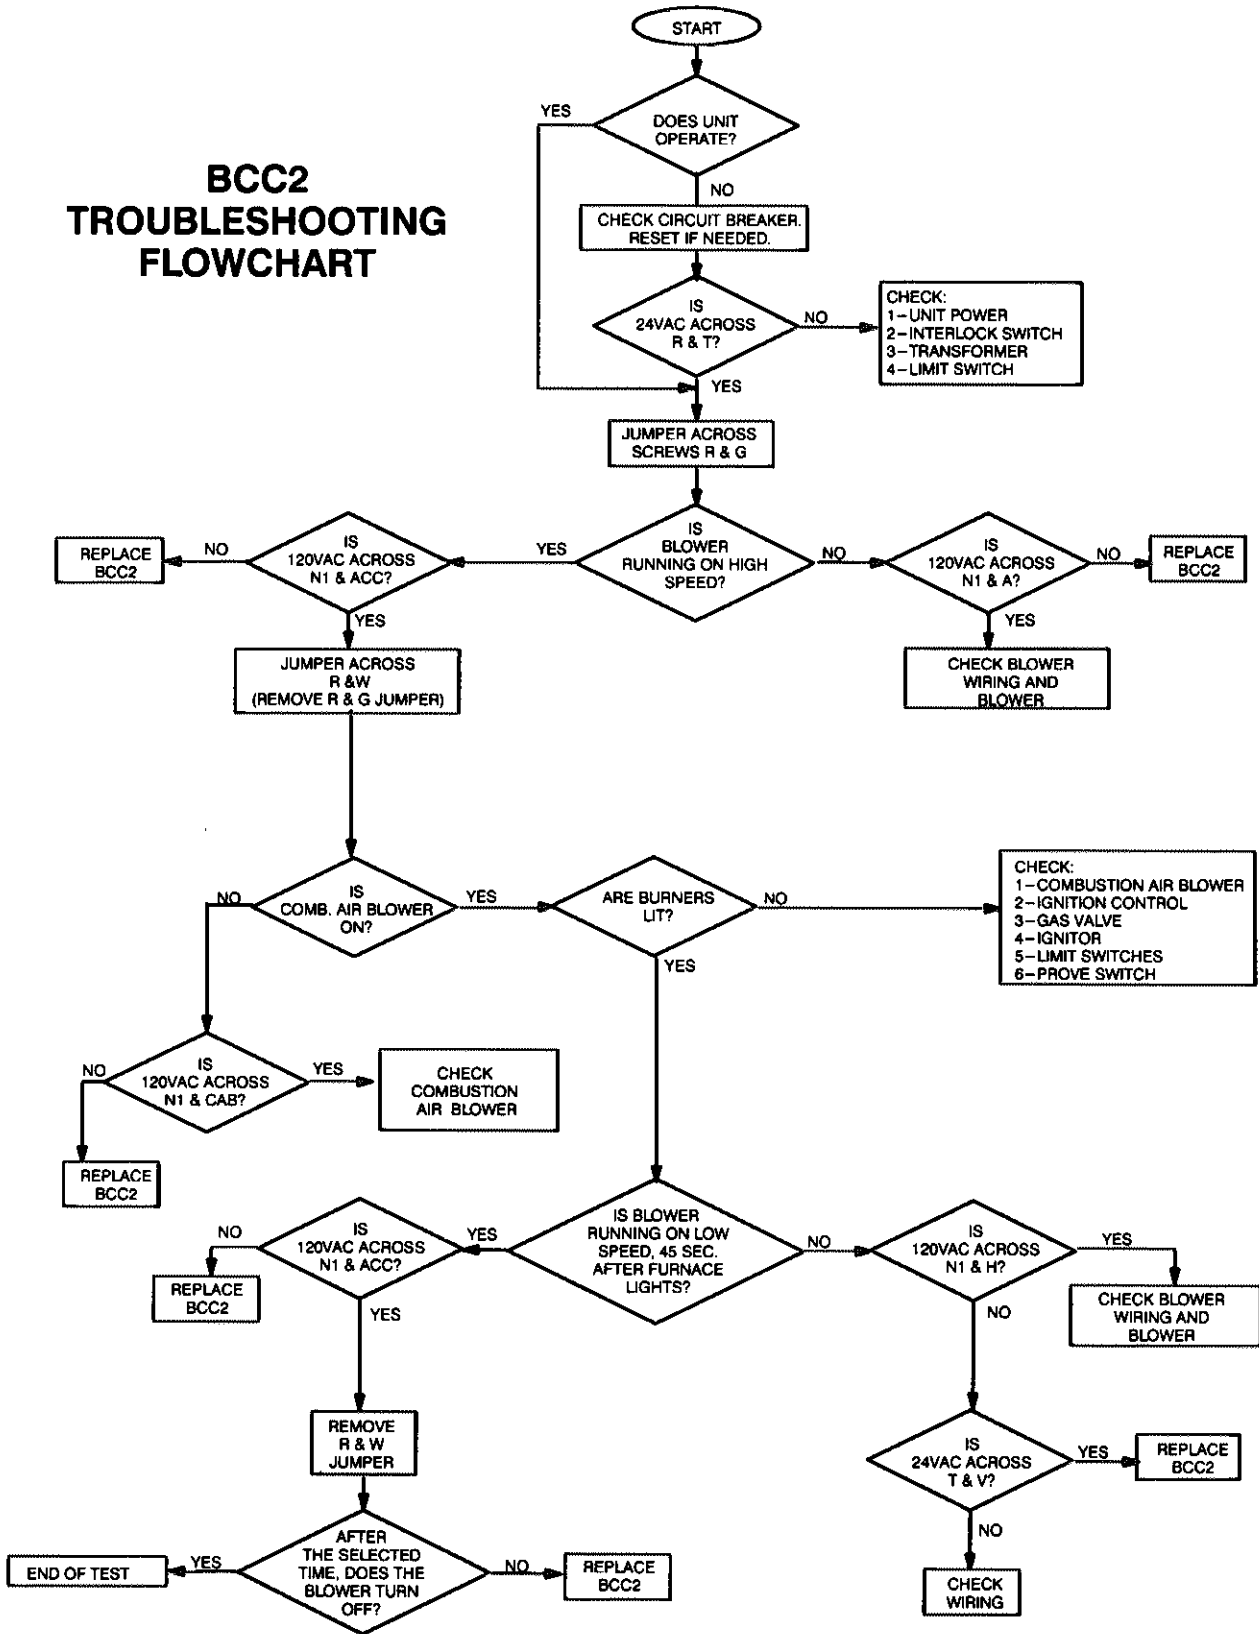 START
YES
DOES UNIT
OPERATE?
BCC2
TROUBLESHOOTING
FLOWCHART
NO
CHECK CIRCUIT BREAKER.
RESET IF NEEDED.
IS
24VAC ACROSS
R & T?
NO
CHECK:
1-UNIT POWER
2-INTERLOCK SWITCH
3-TRANSFORMER
4-LIMIT SWITCH
YES
JUMPER ACROSS
SCREWS R & G
REPLACE
BCC2
NO
IS
120VAC ACROSS
N1 & ACC?
YES
IS
BLOWER
RUNNING ON HIGH
SPEED?
NO
IS
120VAC ACROSS
N1 & A?
NO
REPLACE
BCC2
YES
YES
JUMPER ACROSS
R &W
(REMOVE R & G JUMPER)
CHECK BLOWER
WIRING AND
BLOWER
NO
IS
COMB. AIR BLOWER
ON?
YES
ARE BURNERS
LIT?
NO
CHECK:
1-COMBUSTION AIR BLOWER
2-IGNITION CONTROL
3-GAS VALVE
4-IGNITOR
5-LIMIT SWITCHES
6-PROVE SWITCH
YES
NO
IS
120VAC ACROSS
N1 & CAB?
YES
CHECK
COMBUSTION
AIR BLOWER
REPLACE
BCC2
NO
IS
120VAC ACROSS
N1 & ACC?
YES
IS BLOWER
RUNNING ON LOW
SPEED, 45 SEC.
AFTER FURNACE
LIGHTS?
NO
IS
120VAC ACROSS
N1 & H?
YES
REPLACE
BCC2
YES
NO
CHECK BLOWER
WIRING AND
BLOWER
REMOVE
R & W
JUMPER
IS
24VAC ACROSS
T & V?
YES
REPLACE
BCC2
NO
END OF TEST
YES
AFTER
THE SELECTED
TIME, DOES THE
BLOWER TURN
OFF?
NO
REPLACE
BCC2
CHECK
WIRING